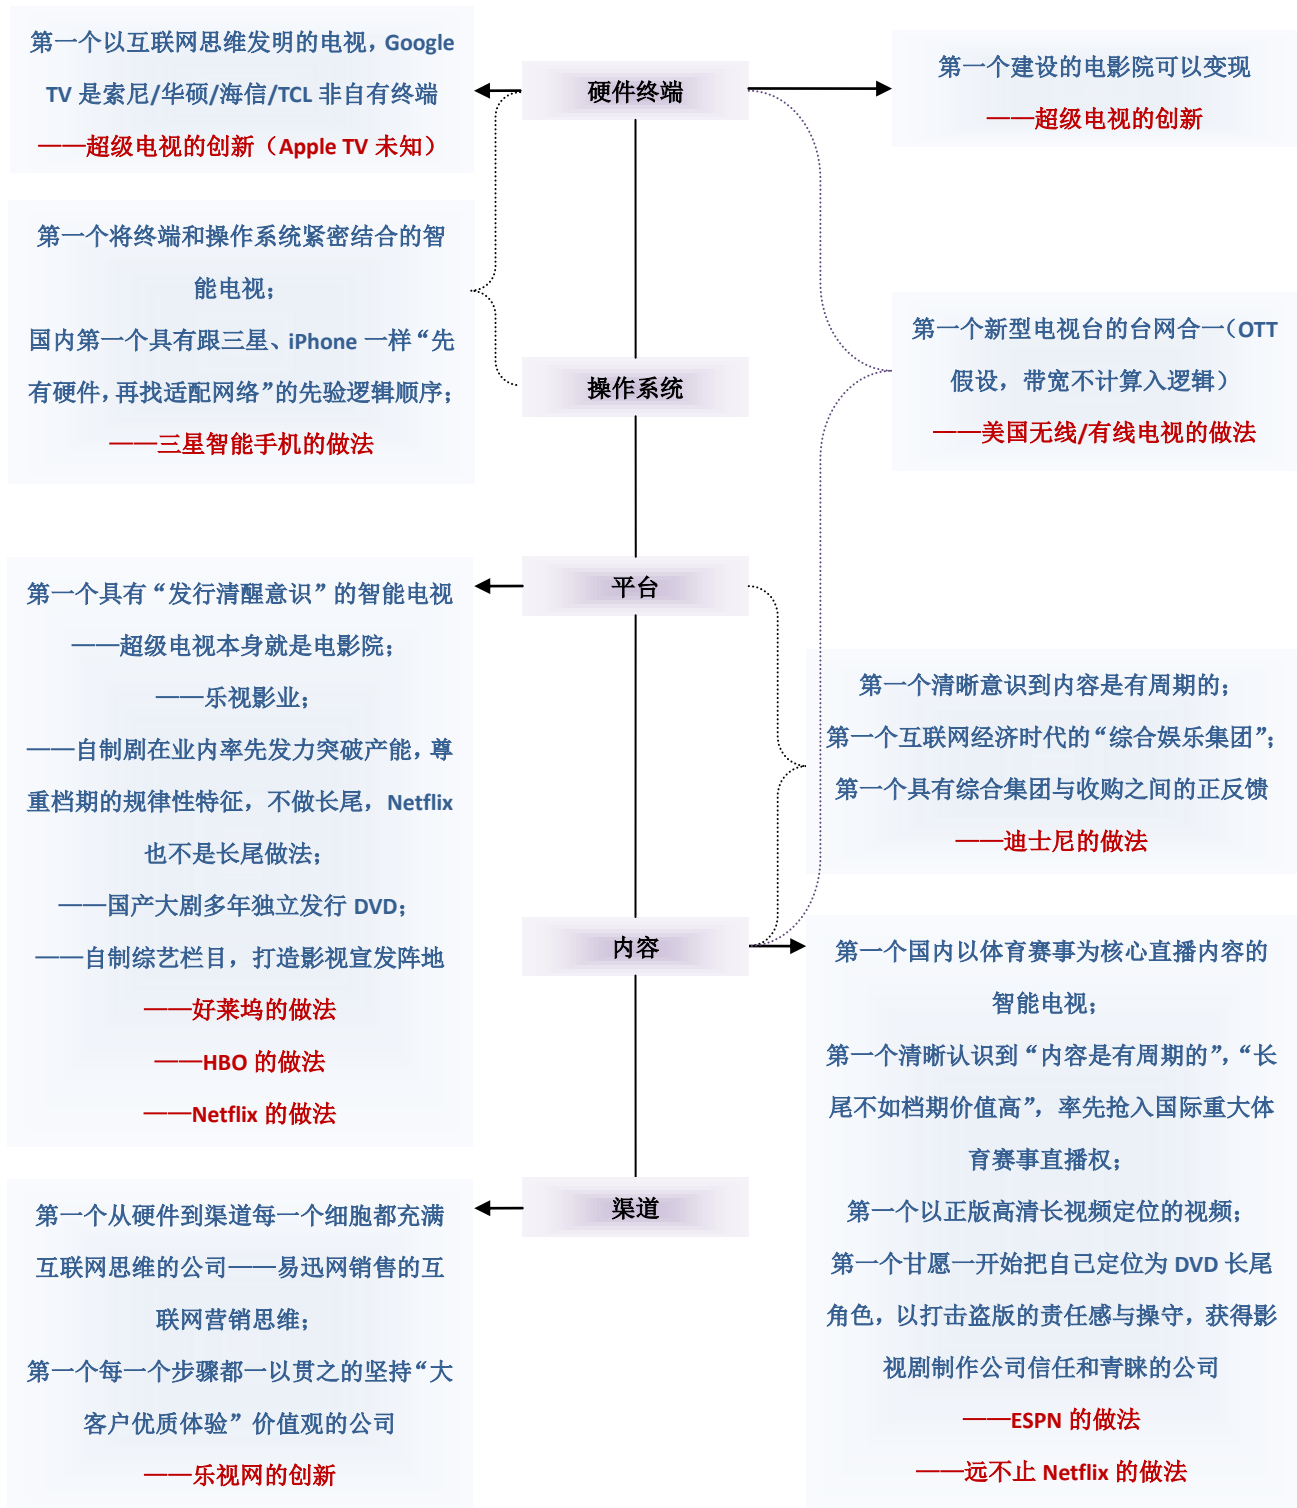 第一个以互联网思维发明的电视，Google
TV 是索尼/华硕/海信/TCL 非自有终端
——超级电视的创新（Apple TV 未知）
硬件终端
第一个建设的电影院可以变现
——超级电视的创新
第一个将终端和操作系统紧密结合的智
能电视；
国内第一个具有跟三星、iPhone 一样“先
有硬件，再找适配网络”的先验逻辑顺序；
——三星智能手机的做法
操作系统
第一个新型电视台的台网合一（OTT
假设，带宽不计算入逻辑）
——美国无线/有线电视的做法
平台
第一个具有“发行清醒意识”的智能电视
——超级电视本身就是电影院；
——乐视影业；
——自制剧在业内率先发力突破产能，尊
重档期的规律性特征，不做长尾，Netflix
也不是长尾做法；
——国产大剧多年独立发行 DVD；
——自制综艺栏目，打造影视宣发阵地
——好莱坞的做法
——HBO 的做法
——Netflix 的做法
第一个清晰意识到内容是有周期的；
第一个互联网经济时代的“综合娱乐集团”；
第一个具有综合集团与收购之间的正反馈
——迪士尼的做法
内容
第一个国内以体育赛事为核心直播内容的
智能电视；
第一个清晰认识到“内容是有周期的”，“长
尾不如档期价值高”，率先抢入国际重大体
育赛事直播权；
第一个以正版高清长视频定位的视频；
第一个甘愿一开始把自己定位为 DVD 长尾
角色，以打击盗版的责任感与操守，获得影
视剧制作公司信任和青睐的公司
——ESPN 的做法
——远不止 Netflix 的做法
渠道
第一个从硬件到渠道每一个细胞都充满
互联网思维的公司——易迅网销售的互
联网营销思维；
第一个每一个步骤都一以贯之的坚持“大
客户优质体验”价值观的公司
——乐视网的创新